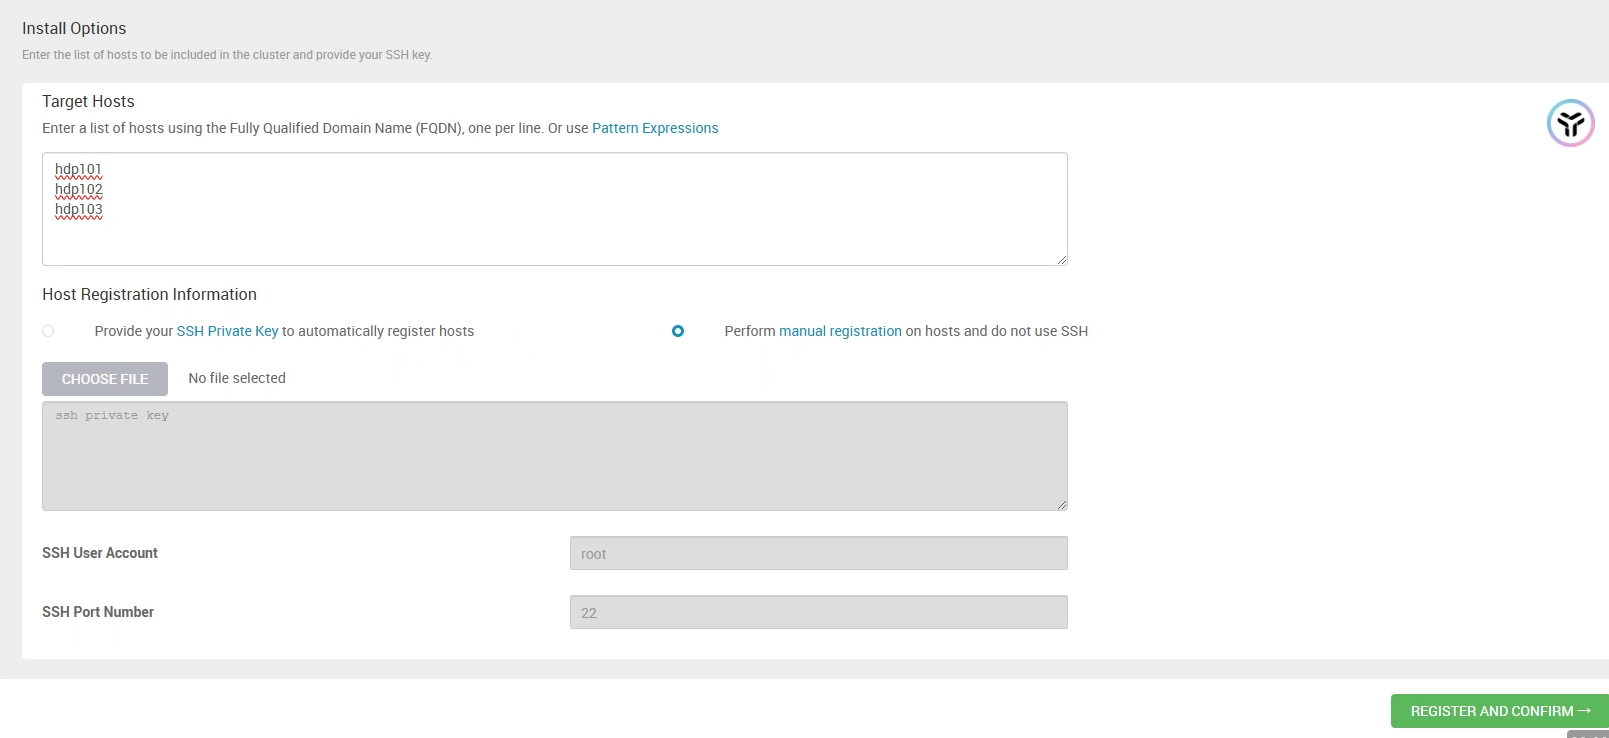 Install Options
Enter the list of hosts to be included in the cluster and provide your SSH key.
Target Hosts
Enter a list of hosts using the Fully Qualified Domain Name (FQDN), one per line. Or use Pattern Expressions
hdp101
hdp102
hdp103
Host Registration Information
Provide your SSH Private Key to automatically register hosts
Perform manual registration on hosts and do not use SSH
CHOOSE FILE No file selected
ssh private key
SSH User Account root
SSH Port Number 22
REGISTER AND CONFIRM →